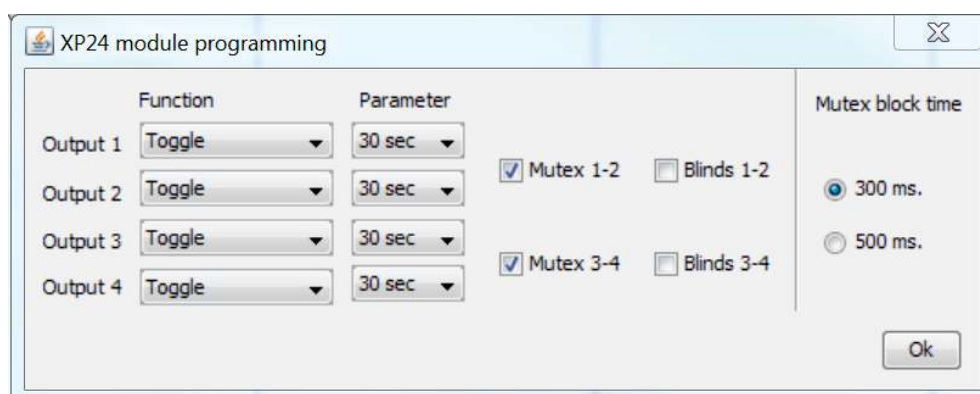 XP24 module programming
Function Parameter Mutex block time
Output 1 Toggle 30 sec
Mutex 1-2 Blinds 1-2
Output 2 Toggle 30 sec
300 ms.
Output 3 Toggle 30 sec
500 ms.
Mutex 3-4 Blinds 3-4
Output 4 Toggle 30 sec
Ok